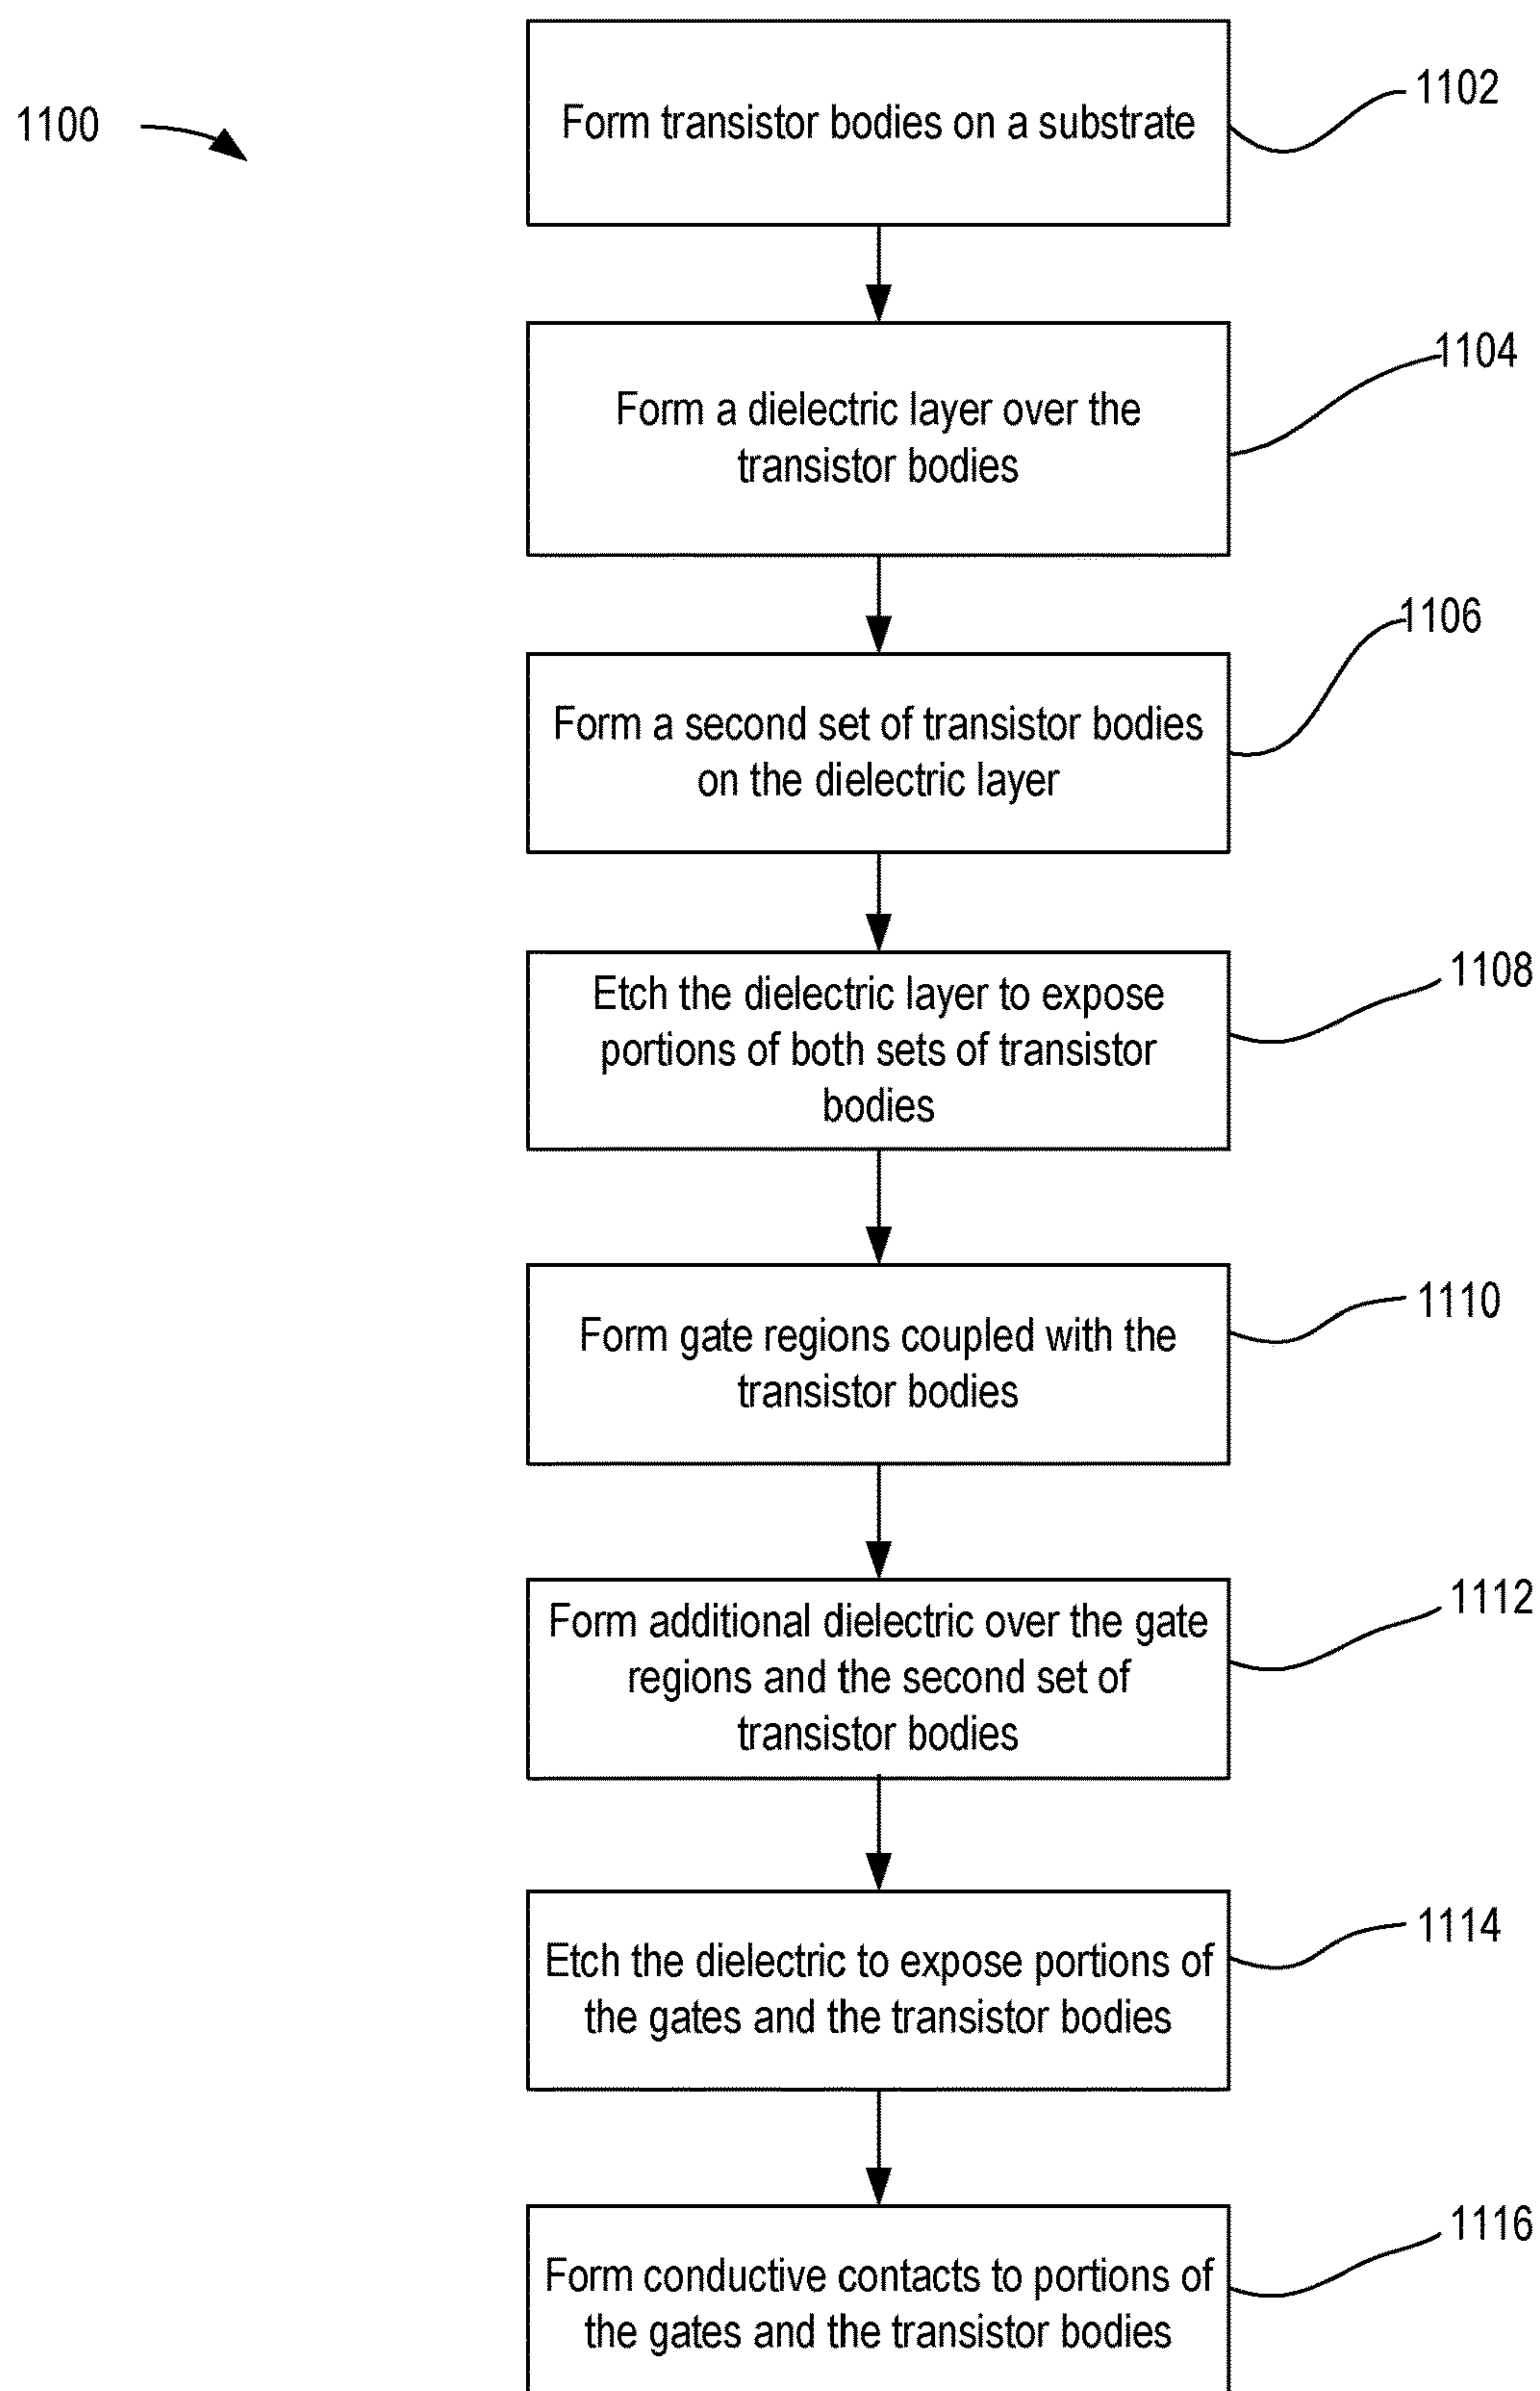 1100
Form transistor bodies on a substrate
1102
Form a dielectric layer over the
transistor bodies
1104
Form a second set of transistor bodies
on the dielectric layer
1106
Etch the dielectric layer to expose
portions of both sets of transistor
bodies
1108
Form gate regions coupled with the
transistor bodies
1110
Form additional dielectric over the gate
regions and the second set of
transistor bodies
1112
Etch the dielectric to expose portions of
the gates and the transistor bodies
1114
Form conductive contacts to portions of
the gates and the transistor bodies
1116